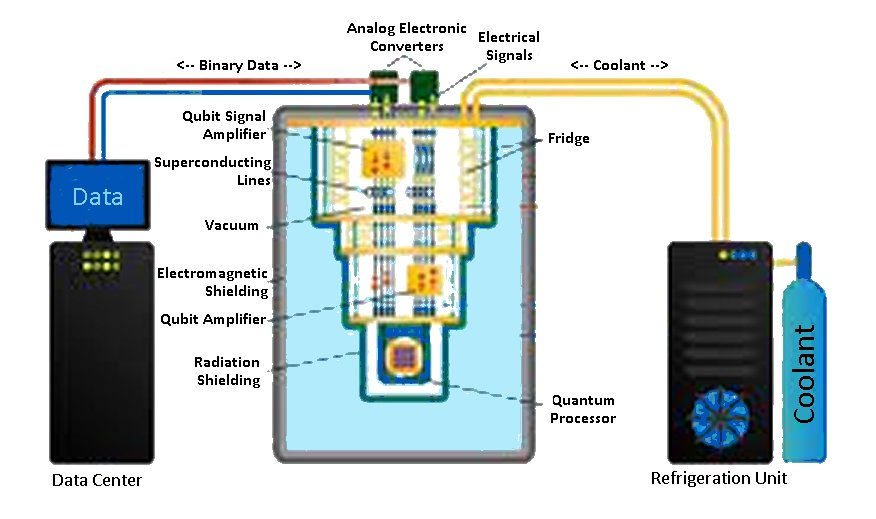 Analog Electronic
Converters
Electrical
Signals
<-- Binary Data -->
<-- Coolant -->
Qubit Signal
Amplifier
Fridge
Superconducting
Lines
Data
Vacuum
Electromagnetic
Shielding
Qubit Amplifier
Radiation
Shielding
Coolant
Quantum
Processor
Data Center
Refrigeration Unit